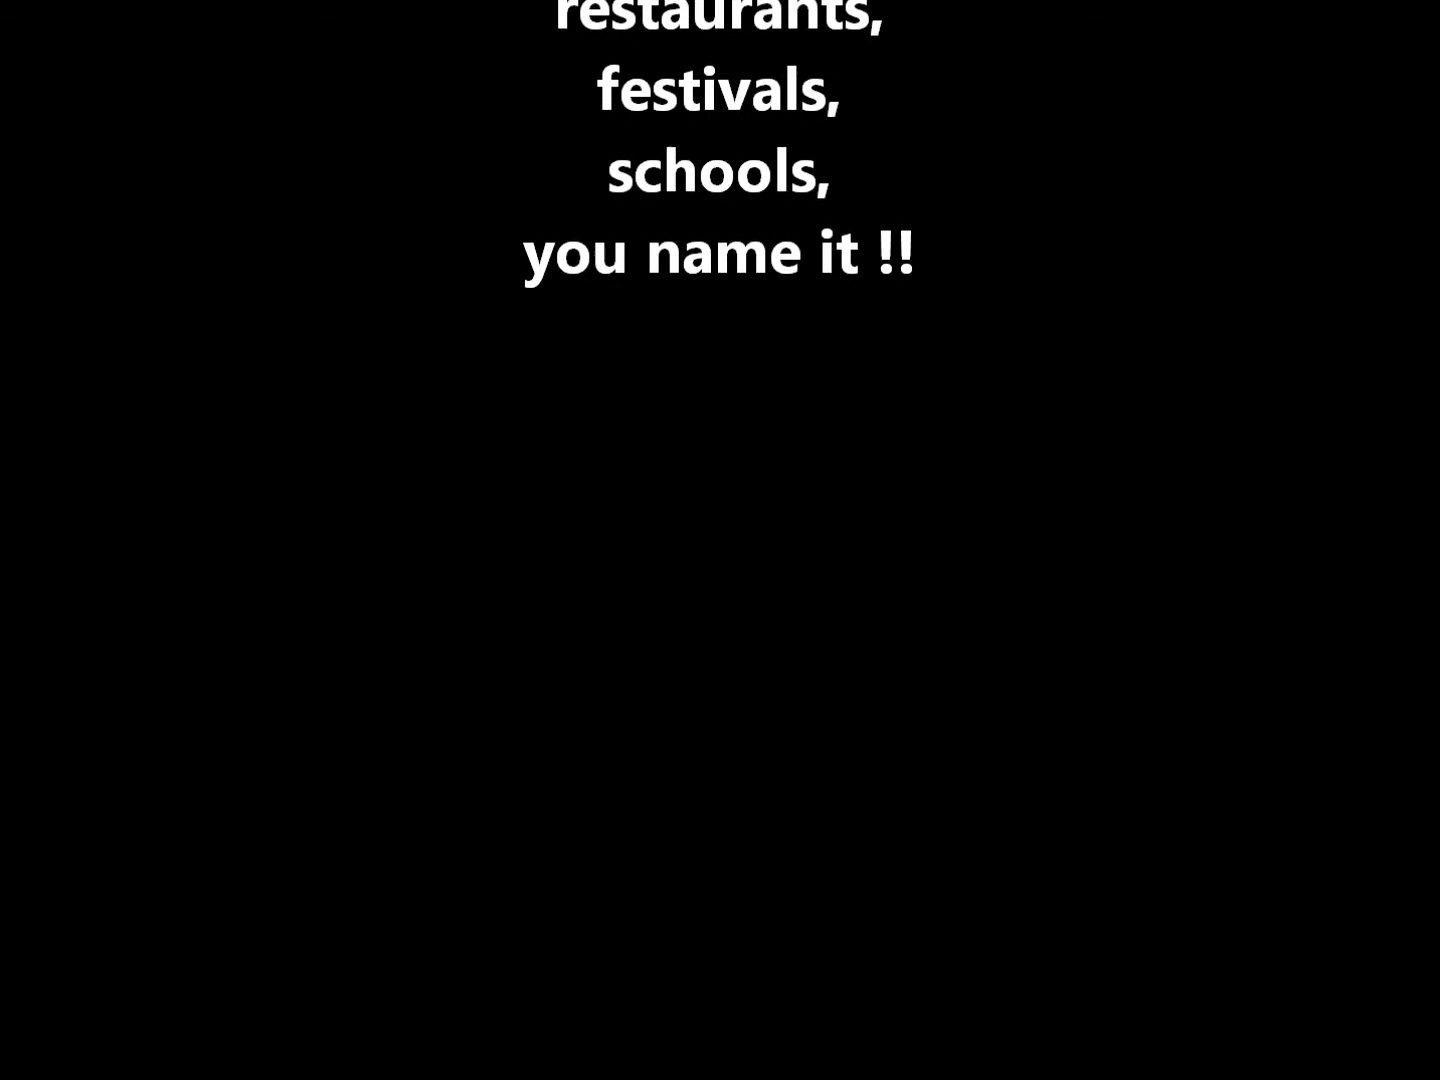 restaurants,
festivals,
schools,
you name it !!